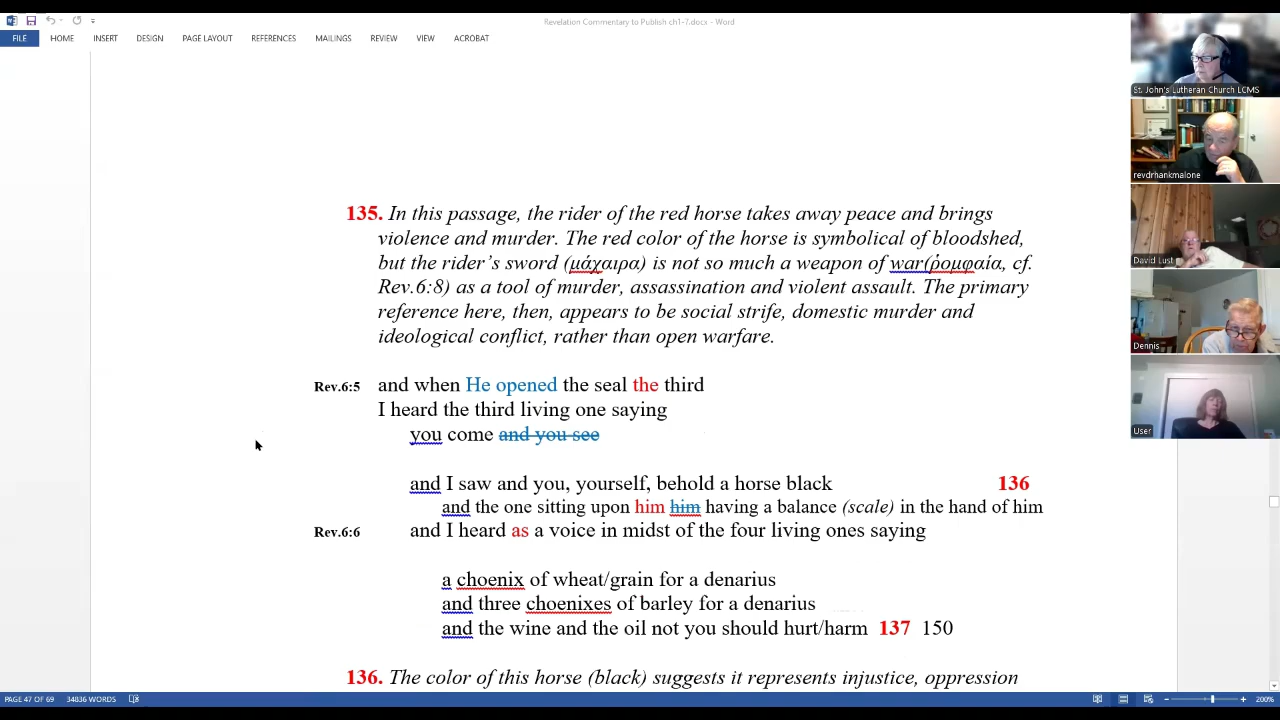 Revelation Commentary to Publish ch1-7.docx - Word
FILE HOME INSERT DESIGN PAGE LAYOUT REFERENCES MAILINGS REVIEW VIEW ACROBAT
St. John's Lutheran Church LCMS
revdrhankmalone
David Lust
Dennis
User
135. In this passage, the rider of the red horse takes away peace and brings
violence and murder. The red color of the horse is symbolical of bloodshed,
but the rider's sword (μάχαιρα) is not so much a weapon of war(ῥομφαία, cf.
Rev.6:8) as a tool of murder, assassination and violent assault. The primary
reference here, then, appears to be social strife, domestic murder and
ideological conflict, rather than open warfare.
Rev.6:5 and when He opened the seal the third
I heard the third living one saying
you come and you see
and I saw and you, yourself, behold a horse black 136
and the one sitting upon him him having a balance (scale) in the hand of him
Rev.6:6 and I heard as a voice in midst of the four living ones saying
a choenix of wheat/grain for a denarius
and three choenixes of barley for a denarius
and the wine and the oil not you should hurt/harm 137 150
136. The color of this horse (black) suggests it represents injustice, oppression
PAGE 47 OF 69 34836 WORDS 200%